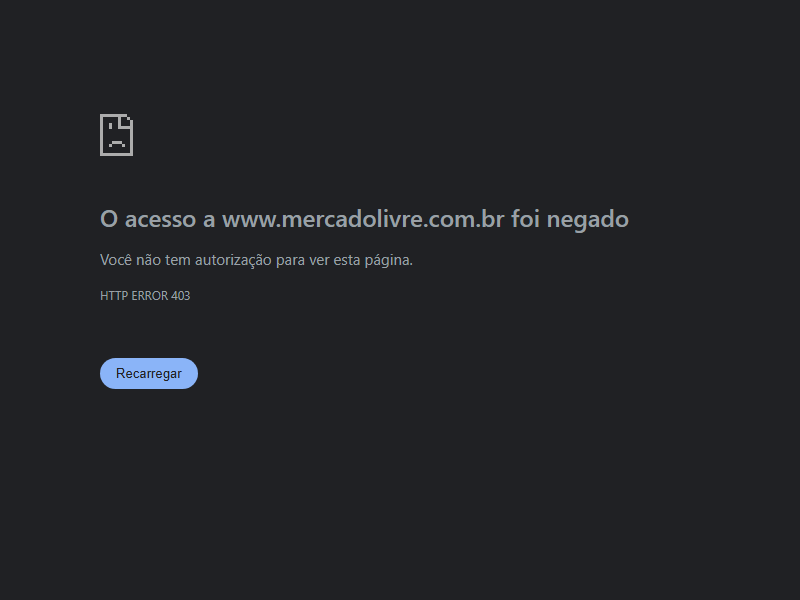 O acesso a www.mercadolivre.com.br foi negado
Você não tem autorização para ver esta página.
HTTP ERROR 403
Recarregar